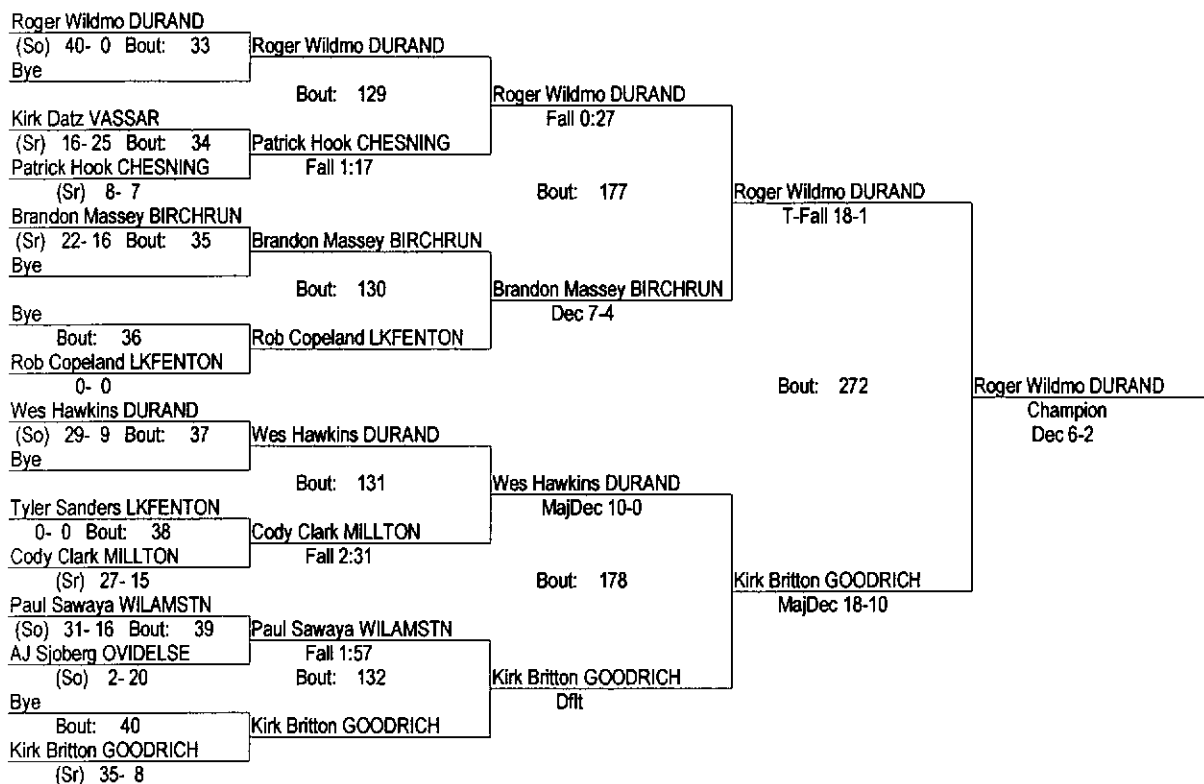 Roger Wildmo DURAND
(So) 40- 0 Bout: 33
Bye
Kirk Datz VASSAR
(Sr) 16- 25 Bout: 34
Patrick Hook CHESNING
(Sr) 8- 7
Brandon Massey BIRCHRUN
(Sr) 22- 16 Bout: 35
Bye
Bye
Bout: 36
Rob Copeland LKFENTON
0- 0
Wes Hawkins DURAND
(So) 29- 9 Bout: 37
Bye
Tyler Sanders LKFENTON
0- 0 Bout: 38
Cody Clark MILLTON
(Sr) 27- 15
Paul Sawaya WILAMSTN
(So) 31- 16 Bout: 39
AJ Sjoberg OVIDELSE
(So) 2- 20
Bye
Bout: 40
Kirk Britton GOODRICH
(Sr) 35- 8
Roger Wildmo DURAND
Bout: 129
Patrick Hook CHESNING
Fall 1:17
Brandon Massey BIRCHRUN
Bout: 130
Rob Copeland LKFENTON
Wes Hawkins DURAND
Bout: 131
Cody Clark MILLTON
Fall 2:31
Paul Sawaya WILAMSTN
Fall 1:57
Bout: 132
Kirk Britton GOODRICH
Roger Wildmo DURAND
Fall 0:27
Bout: 177
Brandon Massey BIRCHRUN
Dec 7-4
Wes Hawkins DURAND
MajDec 10-0
Bout: 178
Kirk Britton GOODRICH
Dflt
Roger Wildmo DURAND
T-Fall 18-1
Bout: 272
Kirk Britton GOODRICH
MajDec 18-10
Roger Wildmo DURAND
Champion
Dec 6-2